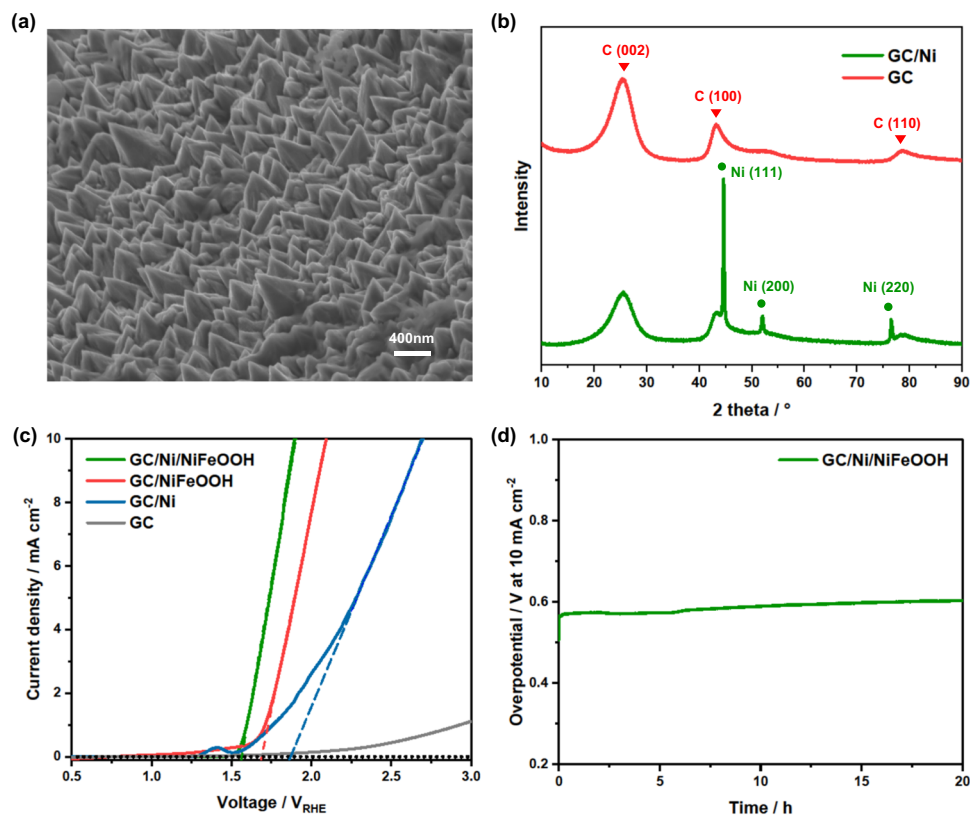 (a)
400nm
(b)
C (002)
C (100)
C (110)
GC/Ni
GC
Ni (111)
Ni (200)
Ni (220)
Intensity
10 20 30 40 50 60 70 80 90
2 theta / °
(c)
GC/Ni/NiFeOOH
GC/NiFeOOH
GC/Ni
GC
Current density / mA cm⁻²
10
8
6
4
2
0
0.5 1.0 1.5 2.0 2.5 3.0
Voltage / V_RHE
(d)
GC/Ni/NiFeOOH
Overpotential / V at 10 mA cm⁻²
1.0
0.8
0.6
0.4
0.2
0 5 10 15 20
Time / h